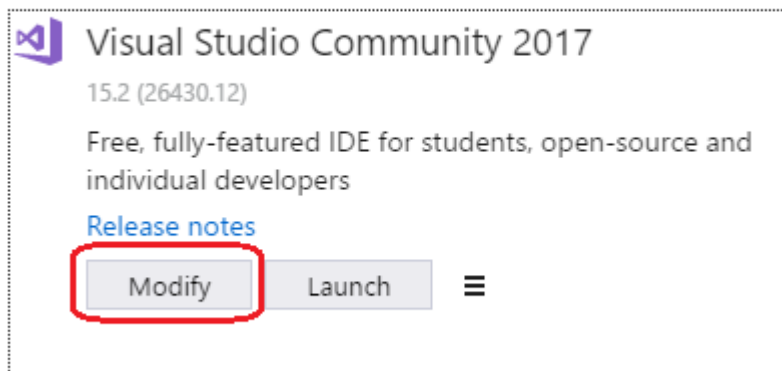 Visual Studio Community 2017
15.2 (26430.12)
Free, fully-featured IDE for students, open-source and
individual developers
Release notes
Modify Launch